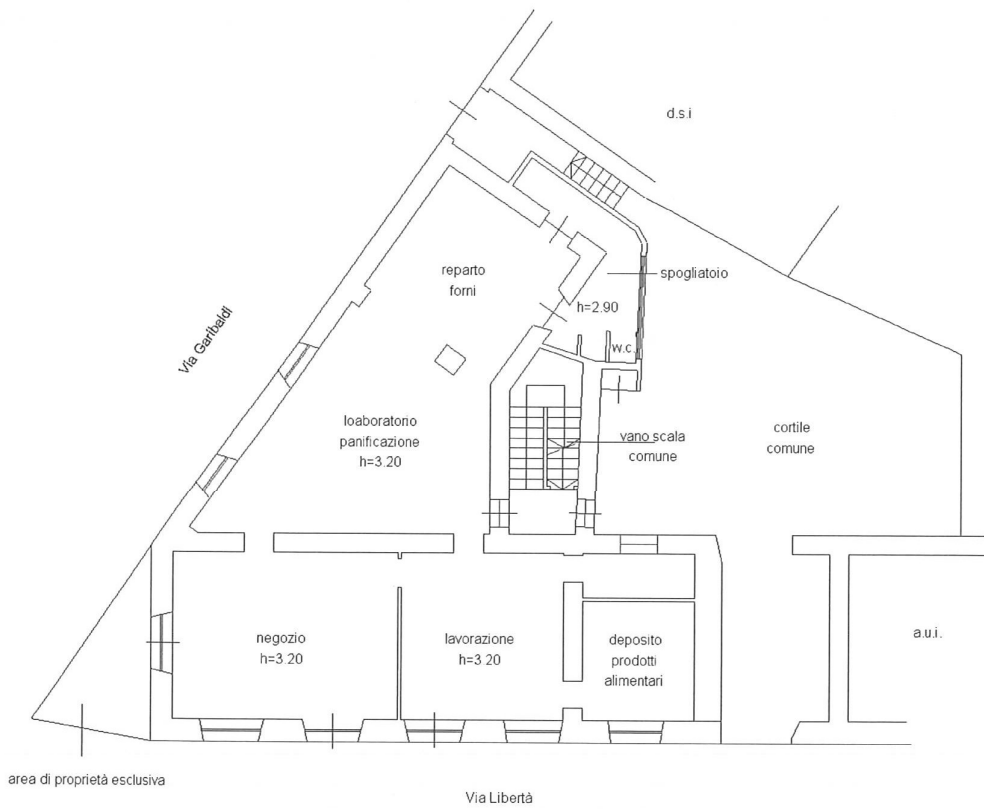 d.s.i
reparto
forni
spogliatoio
h=2.90
Via Garibaldi
w.c.
loaboratorio
panificazione
h=3.20
vano scala
comune
cortile
comune
negozio
h=3.20
lavorazione
h=3.20
deposito
prodotti
alimentari
a.u.i.
area di proprietà esclusiva
Via Libertà